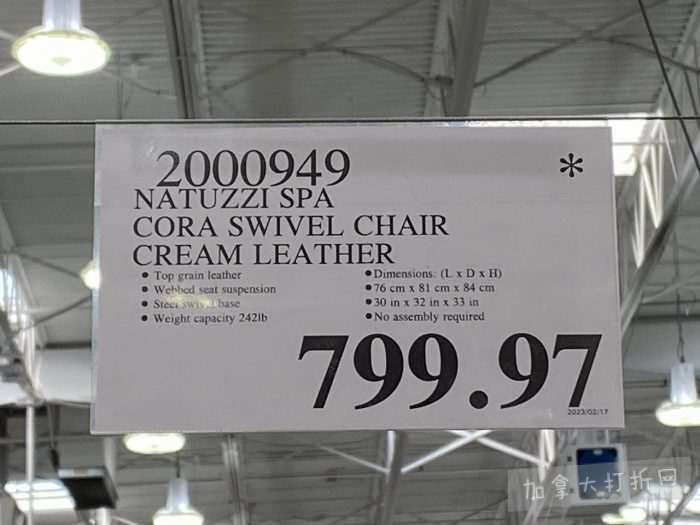 2000949 *
NATUZZI SPA
CORA SWIVEL CHAIR
CREAM LEATHER
• Top grain leather
• Webbed seat suspension
• Steel swivel base
• Weight capacity 242lb
• Dimensions: (L x D x H)
• 76 cm x 81 cm x 84 cm
• 30 in x 32 in x 33 in
• No assembly required
799.97
2023/02/17
加拿大打折网